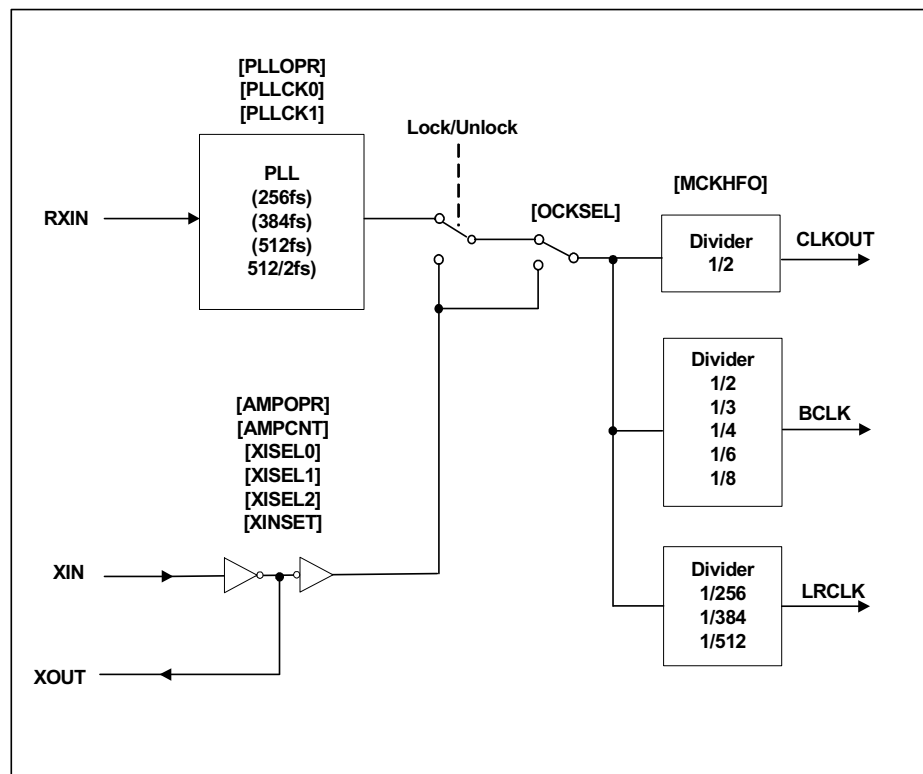 [PLLOPR]
[PLLCK0]
[PLLCK1]
Lock/Unlock
PLL
(256fs)
(384fs)
(512fs)
512/2fs)
RXIN
[OCKSEL]
[MCKHFO]
Divider
1/2
CLKOUT
Divider
1/2
1/3
1/4
1/6
1/8
BCLK
[AMPOPR]
[AMPCNT]
[XISEL0]
[XISEL1]
[XISEL2]
[XINSET]
XIN
XOUT
Divider
1/256
1/384
1/512
LRCLK